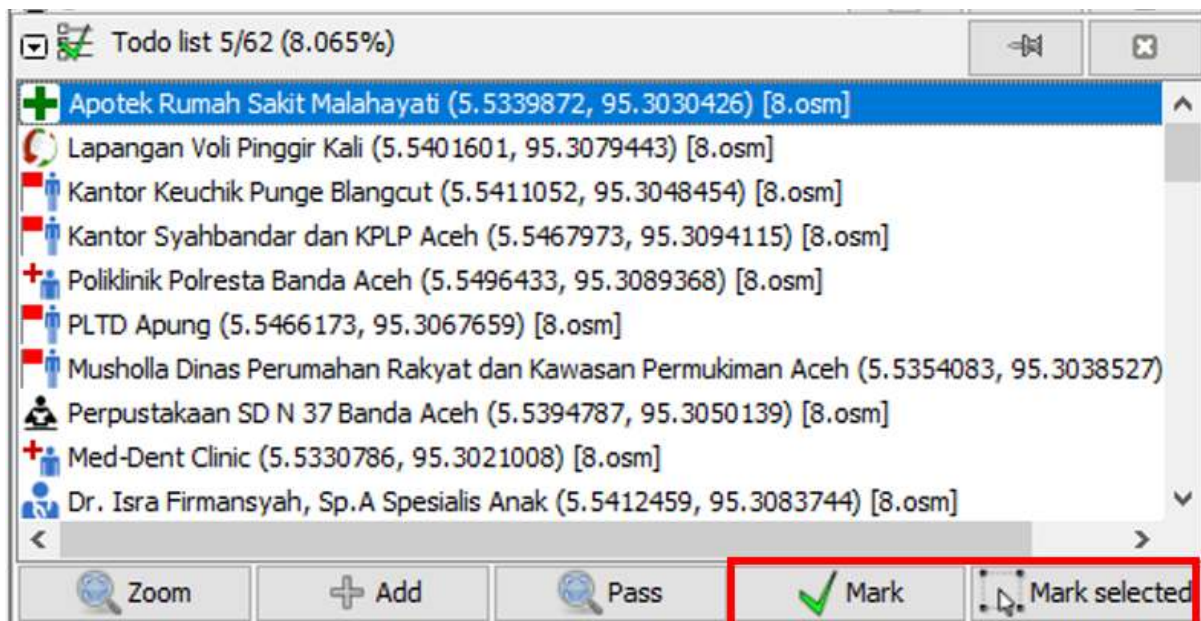 Todo list 5/62 (8.065%)
Apotek Rumah Sakit Malahayati (5.5339872, 95.3030426) [8.osm]
Lapangan Voli Pinggir Kali (5.5401601, 95.3079443) [8.osm]
Kantor Keuchik Punge Blangcut (5.5411052, 95.3048454) [8.osm]
Kantor Syahbandar dan KPLP Aceh (5.5467973, 95.3094115) [8.osm]
Poliklinik Polresta Banda Aceh (5.5496433, 95.3089368) [8.osm]
PLTD Apung (5.5466173, 95.3067659) [8.osm]
Musholla Dinas Perumahan Rakyat dan Kawasan Permukiman Aceh (5.5354083, 95.3038527)
Perpustakaan SD N 37 Banda Aceh (5.5394787, 95.3050139) [8.osm]
Med-Dent Clinic (5.5330786, 95.3021008) [8.osm]
Dr. Isra Firmansyah, Sp.A Spesialis Anak (5.5412459, 95.3083744) [8.osm]
Zoom Add Pass Mark Mark selected